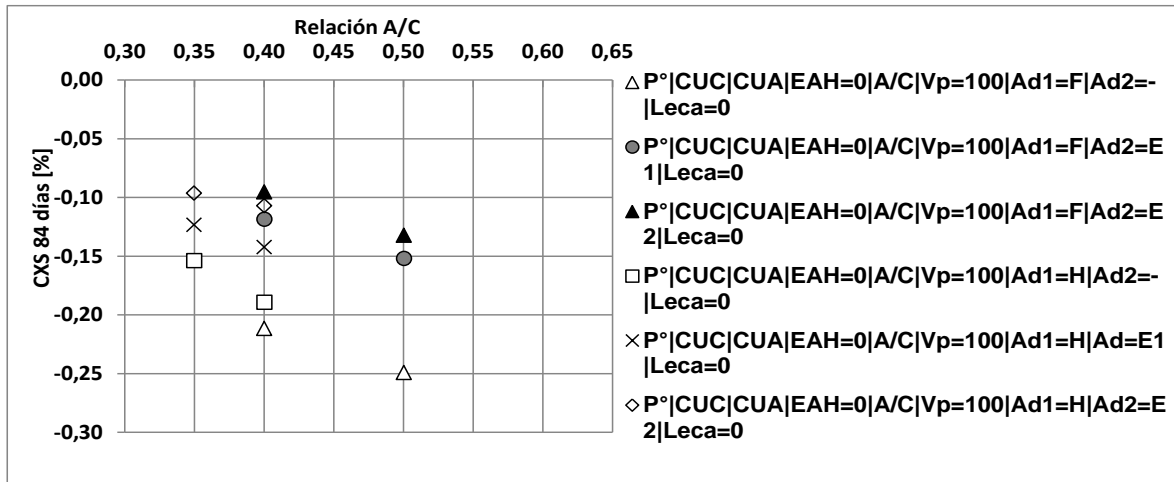 Relación A/C
0,30 0,35 0,40 0,45 0,50 0,55 0,60 0,65
CXS 84 días [%]
0,00
-0,05
-0,10
-0,15
-0,20
-0,25
-0,30
P°|CUC|CUA|EAH=0|A/C|Vp=100|Ad1=F|Ad2=-
|Leca=0
P°|CUC|CUA|EAH=0|A/C|Vp=100|Ad1=F|Ad2=E
1|Leca=0
P°|CUC|CUA|EAH=0|A/C|Vp=100|Ad1=F|Ad2=E
2|Leca=0
P°|CUC|CUA|EAH=0|A/C|Vp=100|Ad1=H|Ad2=-
|Leca=0
P°|CUC|CUA|EAH=0|A/C|Vp=100|Ad1=H|Ad=E1
|Leca=0
P°|CUC|CUA|EAH=0|A/C|Vp=100|Ad1=H|Ad2=E
2|Leca=0